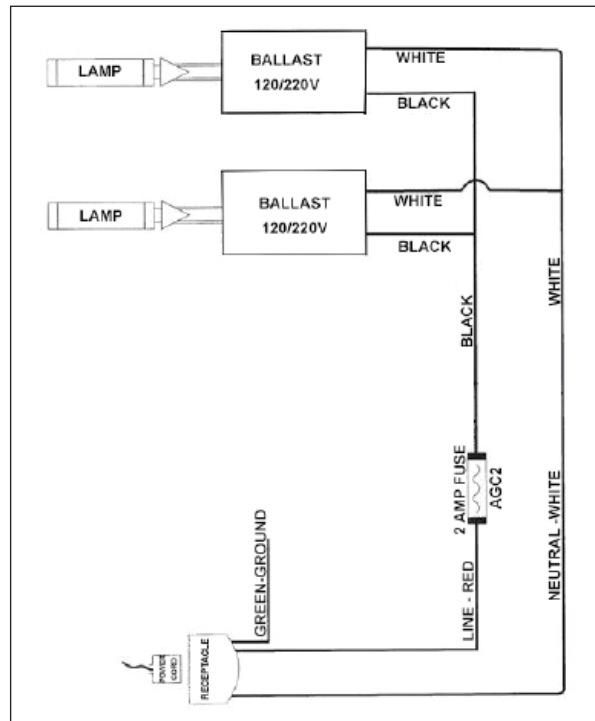 LAMP
BALLAST
120/220V
WHITE
BLACK
LAMP
BALLAST
120/220V
WHITE
BLACK
BLACK
WHITE
2 AMP FUSE
AGC2
GREEN-GROUND
LINE - RED
NEUTRAL -WHITE
POWER
CORD
RECEPTACLE